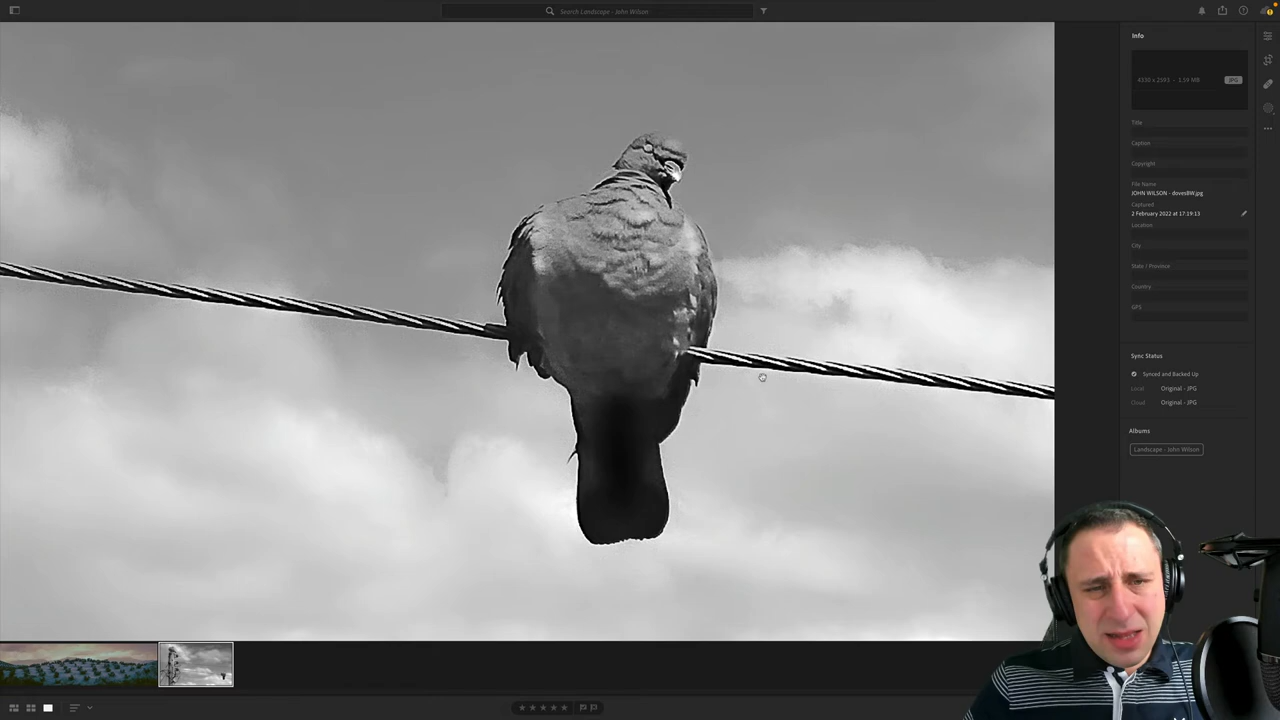 Search Landscape - John Wilson
Info
4330 x 2593 - 1.59 MB
JPG
Title
Caption
Copyright
File Name
JOHN WILSON - dovesBW.jpg
Captured
2 February 2022 at 17:19:13
Location
City
State / Province
Country
GPS
Sync Status
Synced and Backed Up
Local
Original - JPG
Cloud
Original - JPG
Albums
Landscape - John Wilson